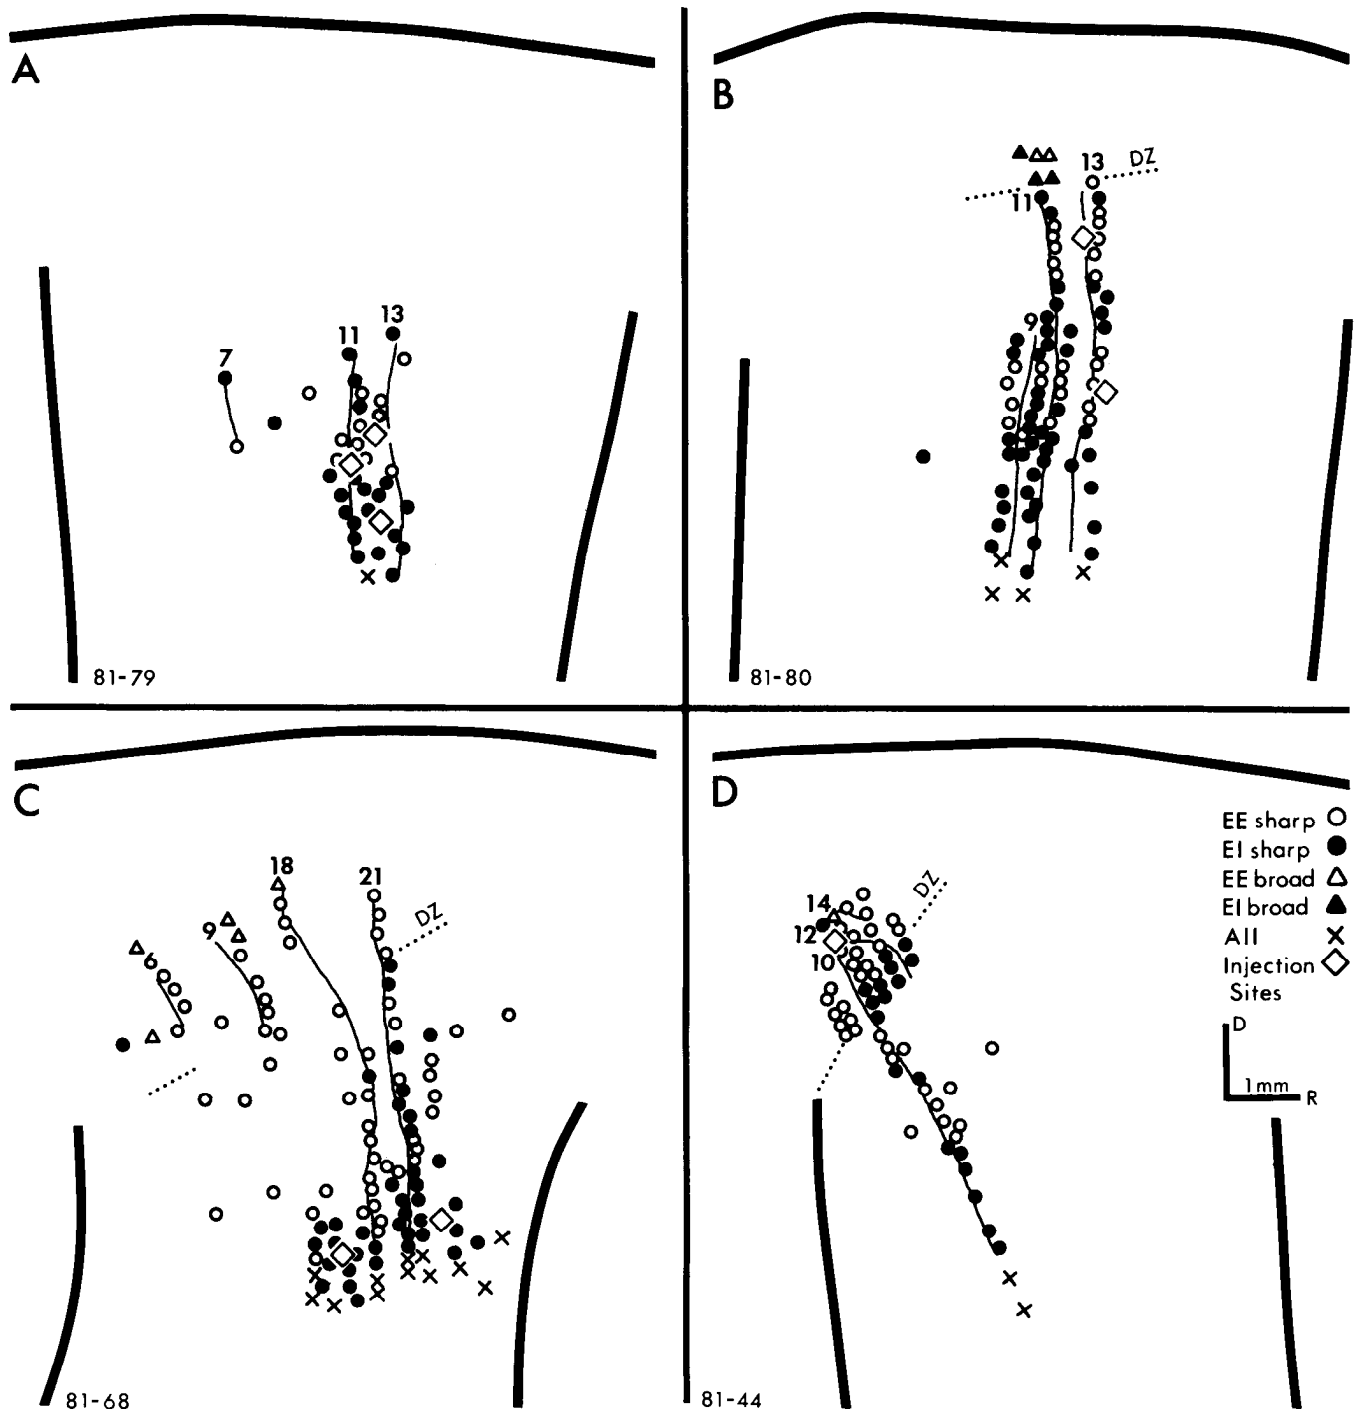 A
7
11
13
81-79
B
13
DZ
11
9
81-80
C
6
9
18
21
DZ
81-68
D
EE sharp
EI sharp
EE broad
EI broad
All
Injection
Sites
D
1mm R
DZ
14
12
10
81-44